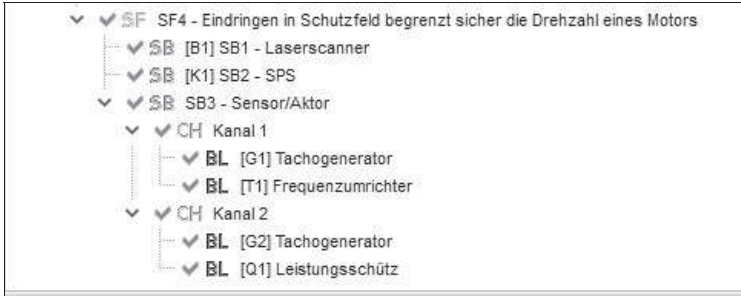 SF SF4 - Eindringen in Schutzfeld begrenzt sicher die Drehzahl eines Motors
SB [B1] SB1 - Laserscanner
SB [K1] SB2 - SPS
SB SB3 - Sensor/Aktor
CH Kanal 1
BL [G1] Tachogenerator
BL [T1] Frequenzumrichter
CH Kanal 2
BL [G2] Tachogenerator
BL [Q1] Leistungsschütz